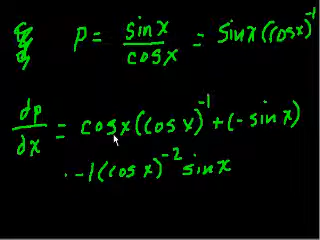 p = sinx/cosx = sinx(cosx)^-1
dp/dx = cosx(cosx)^-1 + (-sinx)
· -1(cosx)^-2 sinx